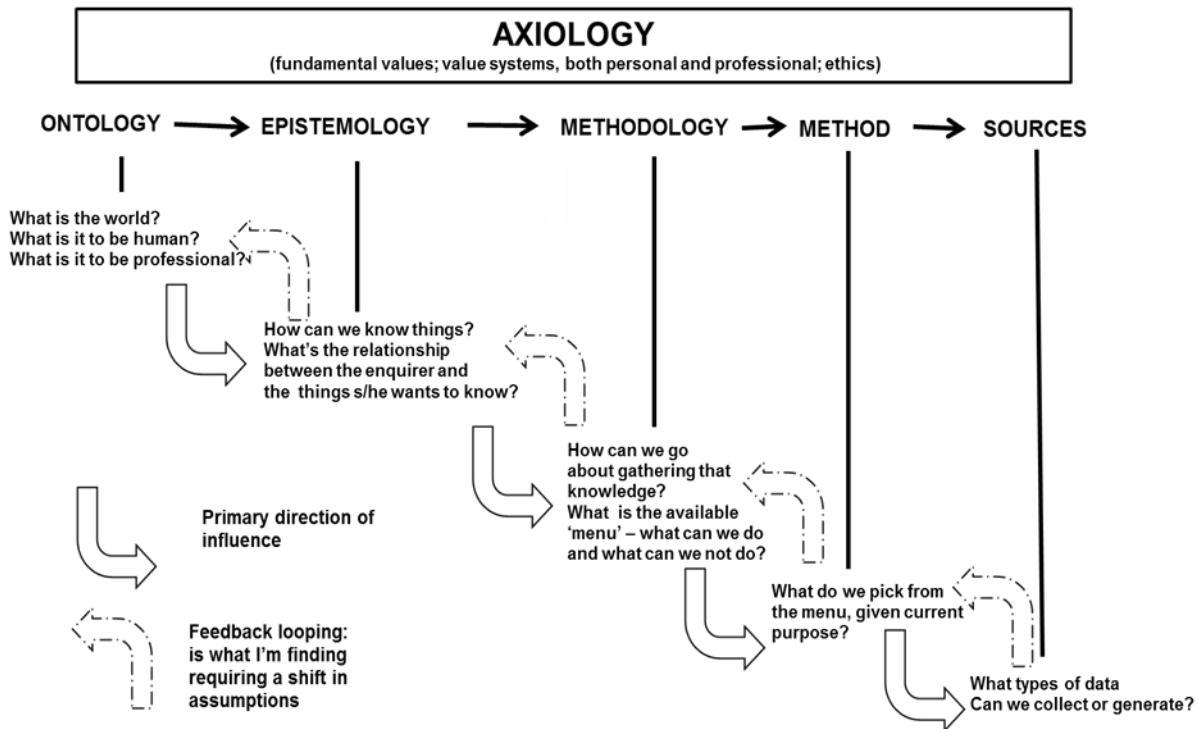 AXIOLOGY
(fundamental values; value systems, both personal and professional; ethics)
ONTOLOGY
EPISTEMOLOGY
METHODOLOGY
METHOD
SOURCES
What is the world?
What is it to be human?
What is it to be professional?
How can we know things?
What's the relationship
between the enquirer and
the things s/he wants to know?
How can we go
about gathering that
knowledge?
What is the available
‘menu’ – what can we do
and what can we not do?
What do we pick from
the menu, given current
purpose?
What types of data
Can we collect or generate?
Primary direction of
influence
Feedback looping:
is what I'm finding
requiring a shift in
assumptions